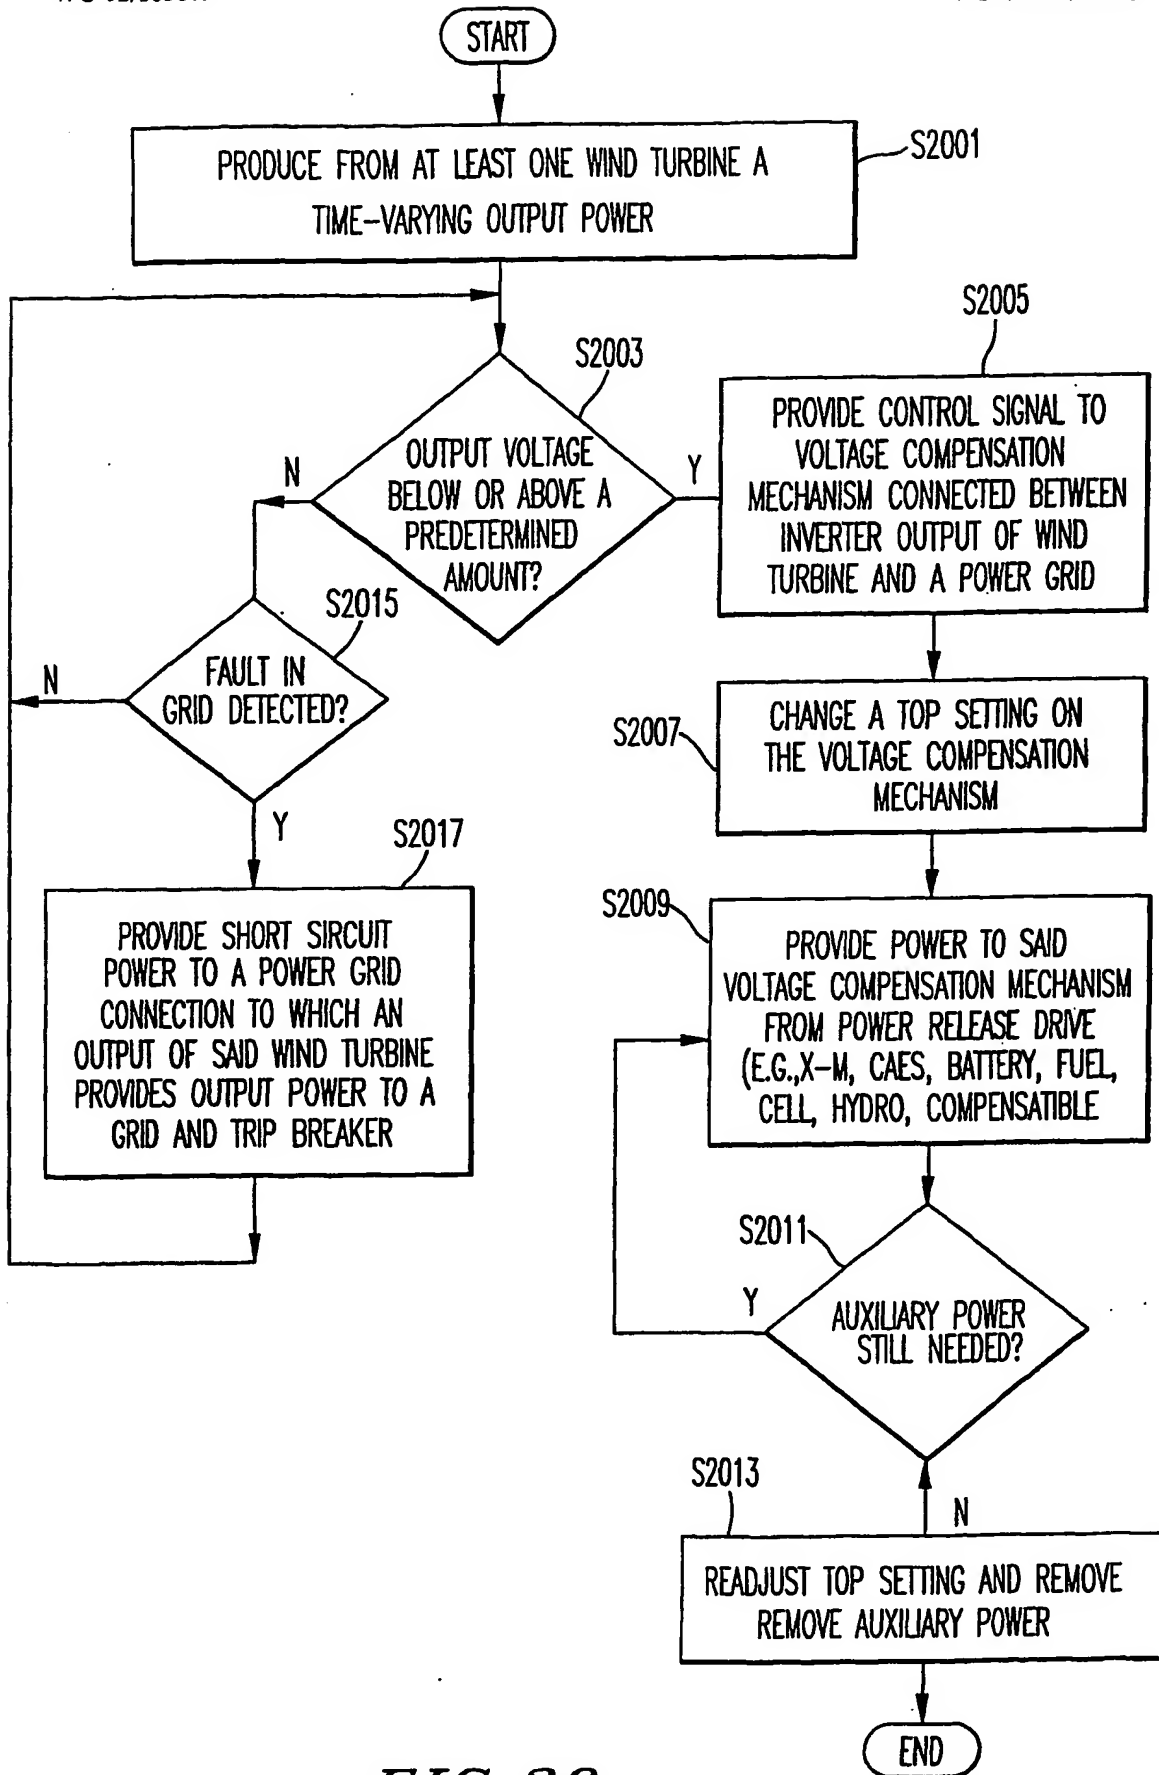 START
PRODUCE FROM AT LEAST ONE WIND TURBINE A
TIME-VARYING OUTPUT POWER
S2001
S2003
OUTPUT VOLTAGE
BELOW OR ABOVE A
PREDETERMINED
AMOUNT?
N
Y
S2005
PROVIDE CONTROL SIGNAL TO
VOLTAGE COMPENSATION
MECHANISM CONNECTED BETWEEN
INVERTER OUTPUT OF WIND
TURBINE AND A POWER GRID
S2015
FAULT IN
GRID DETECTED?
N
Y
S2007
CHANGE A TOP SETTING ON
THE VOLTAGE COMPENSATION
MECHANISM
S2017
PROVIDE SHORT SIRCUIT
POWER TO A POWER GRID
CONNECTION TO WHICH AN
OUTPUT OF SAID WIND TURBINE
PROVIDES OUTPUT POWER TO A
GRID AND TRIP BREAKER
S2009
PROVIDE POWER TO SAID
VOLTAGE COMPENSATION MECHANISM
FROM POWER RELEASE DRIVE
(E.G.,X-M, CAES, BATTERY, FUEL,
CELL, HYDRO, COMPENSATIBLE
S2011
Y
AUXILIARY POWER
STILL NEEDED?
S2013
N
READJUST TOP SETTING AND REMOVE
REMOVE AUXILIARY POWER
END